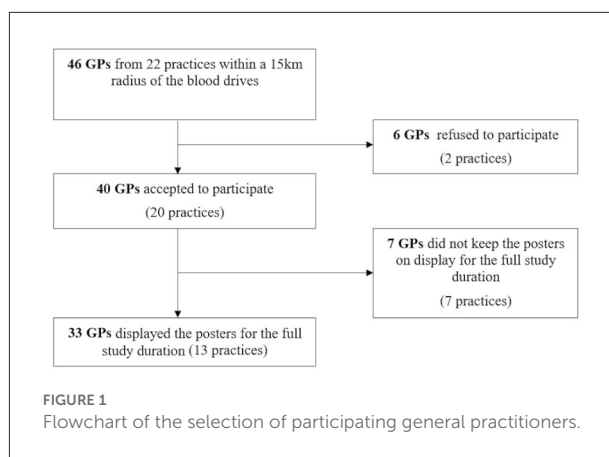 46 GPs from 22 practices within a 15km
radius of the blood drives
6 GPs refused to participate
(2 practices)
40 GPs accepted to participate
(20 practices)
7 GPs did not keep the posters
on display for the full study
duration
(7 practices)
33 GPs displayed the posters for the full
study duration (13 practices)
FIGURE 1
Flowchart of the selection of participating general practitioners.